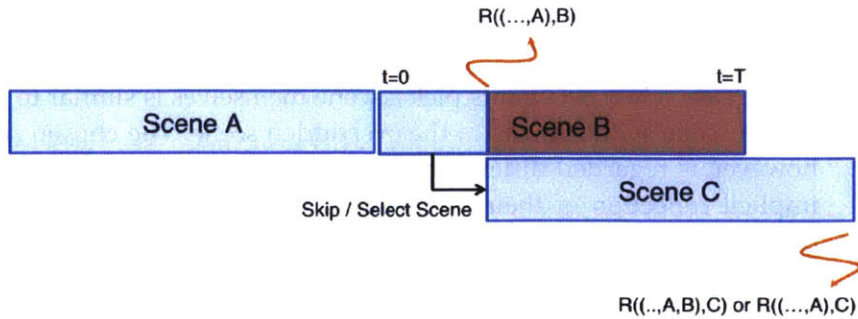 R((...,A),B)
t=0
t=T
Scene A
Scene B
Scene C
Skip / Select Scene
R((..,A,B),C) or R((...,A),C)